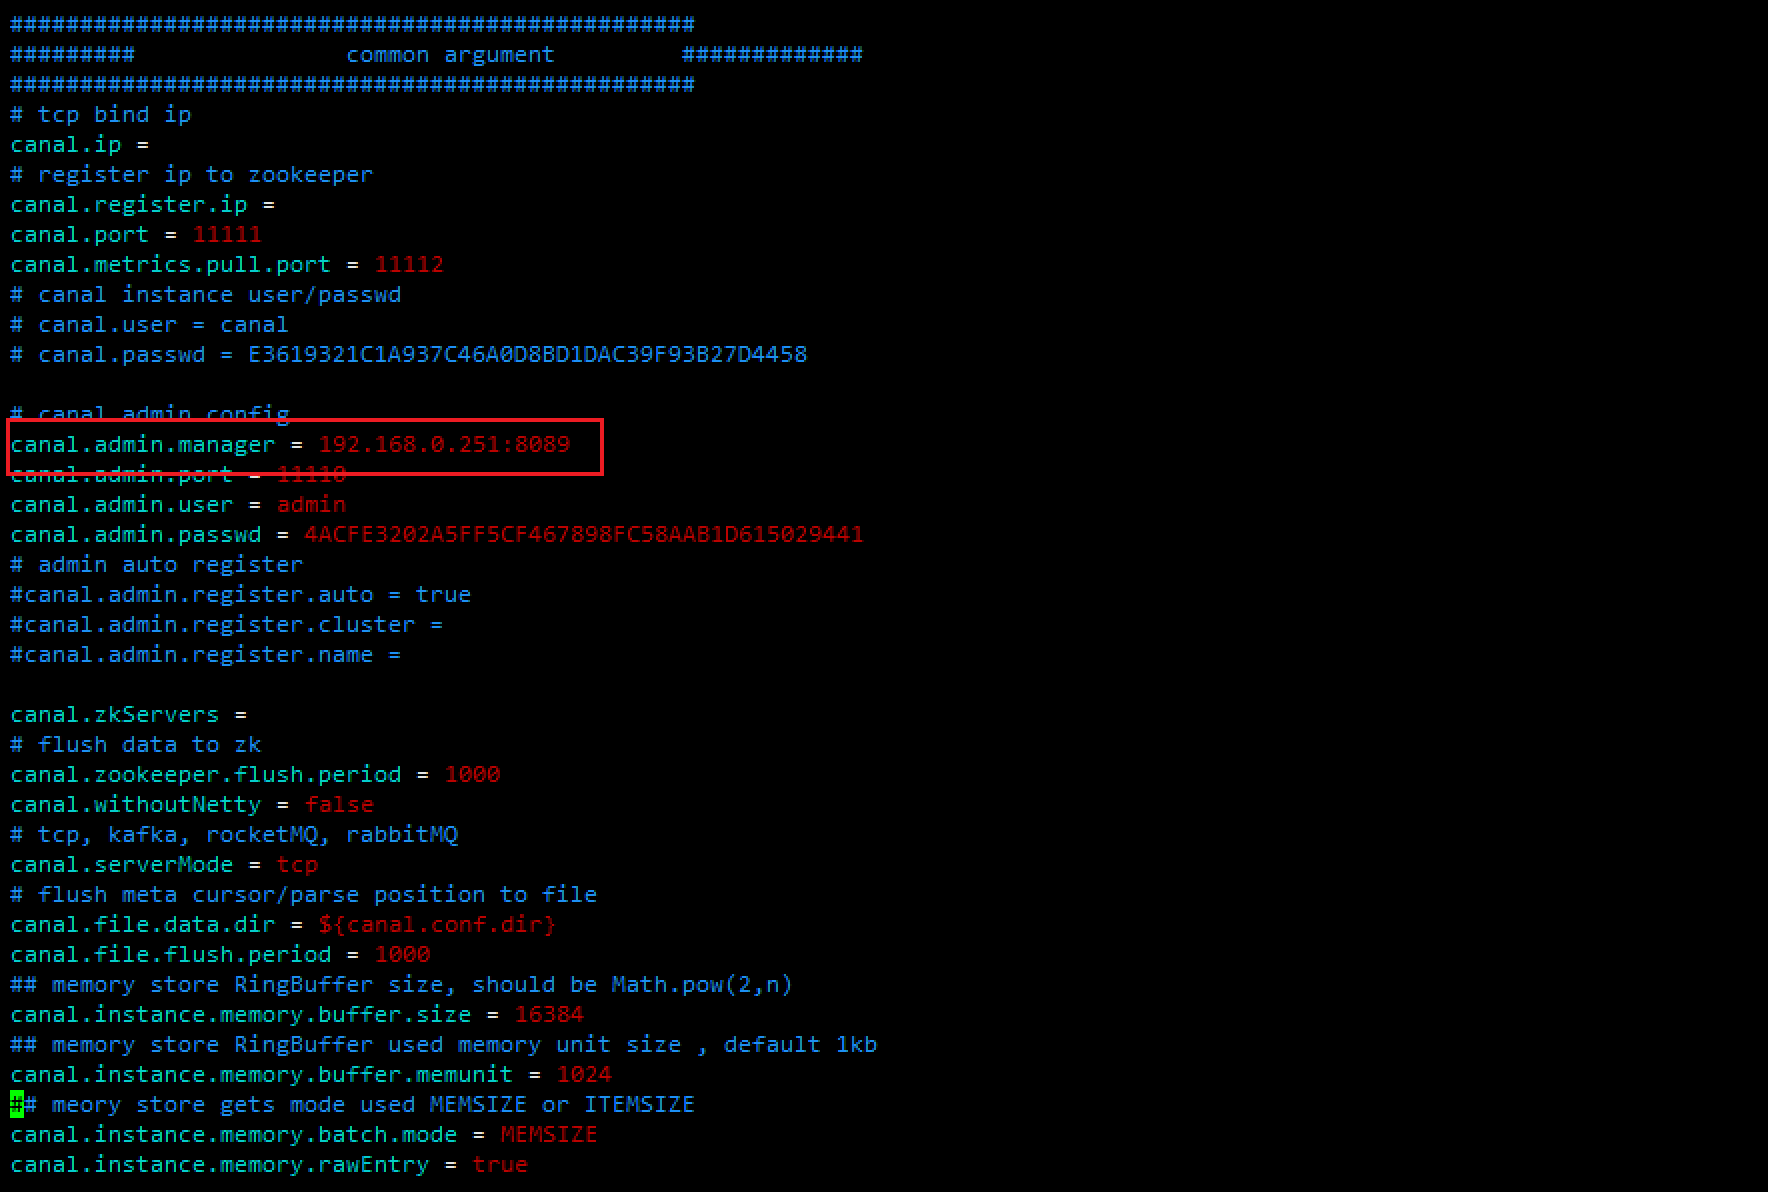 #################################################
######### common argument #############
#################################################
# tcp bind ip
canal.ip =
# register ip to zookeeper
canal.register.ip =
canal.port = 11111
canal.metrics.pull.port = 11112
# canal instance user/passwd
# canal.user = canal
# canal.passwd = E3619321C1A937C46A0D8BD1DAC39F93B27D4458
# canal admin config
canal.admin.manager = 192.168.0.251:8089
canal.admin.port = 11110
canal.admin.user = admin
canal.admin.passwd = 4ACFE3202A5FF5CF467898FC58AAB1D615029441
# admin auto register
#canal.admin.register.auto = true
#canal.admin.register.cluster =
#canal.admin.register.name =
canal.zkServers =
# flush data to zk
canal.zookeeper.flush.period = 1000
canal.withoutNetty = false
# tcp, kafka, rocketMQ, rabbitMQ
canal.serverMode = tcp
# flush meta cursor/parse position to file
canal.file.data.dir = ${canal.conf.dir}
canal.file.flush.period = 1000
## memory store RingBuffer size, should be Math.pow(2,n)
canal.instance.memory.buffer.size = 16384
## memory store RingBuffer used memory unit size , default 1kb
canal.instance.memory.buffer.memunit = 1024
## meory store gets mode used MEMSIZE or ITEMSIZE
canal.instance.memory.batch.mode = MEMSIZE
canal.instance.memory.rawEntry = true